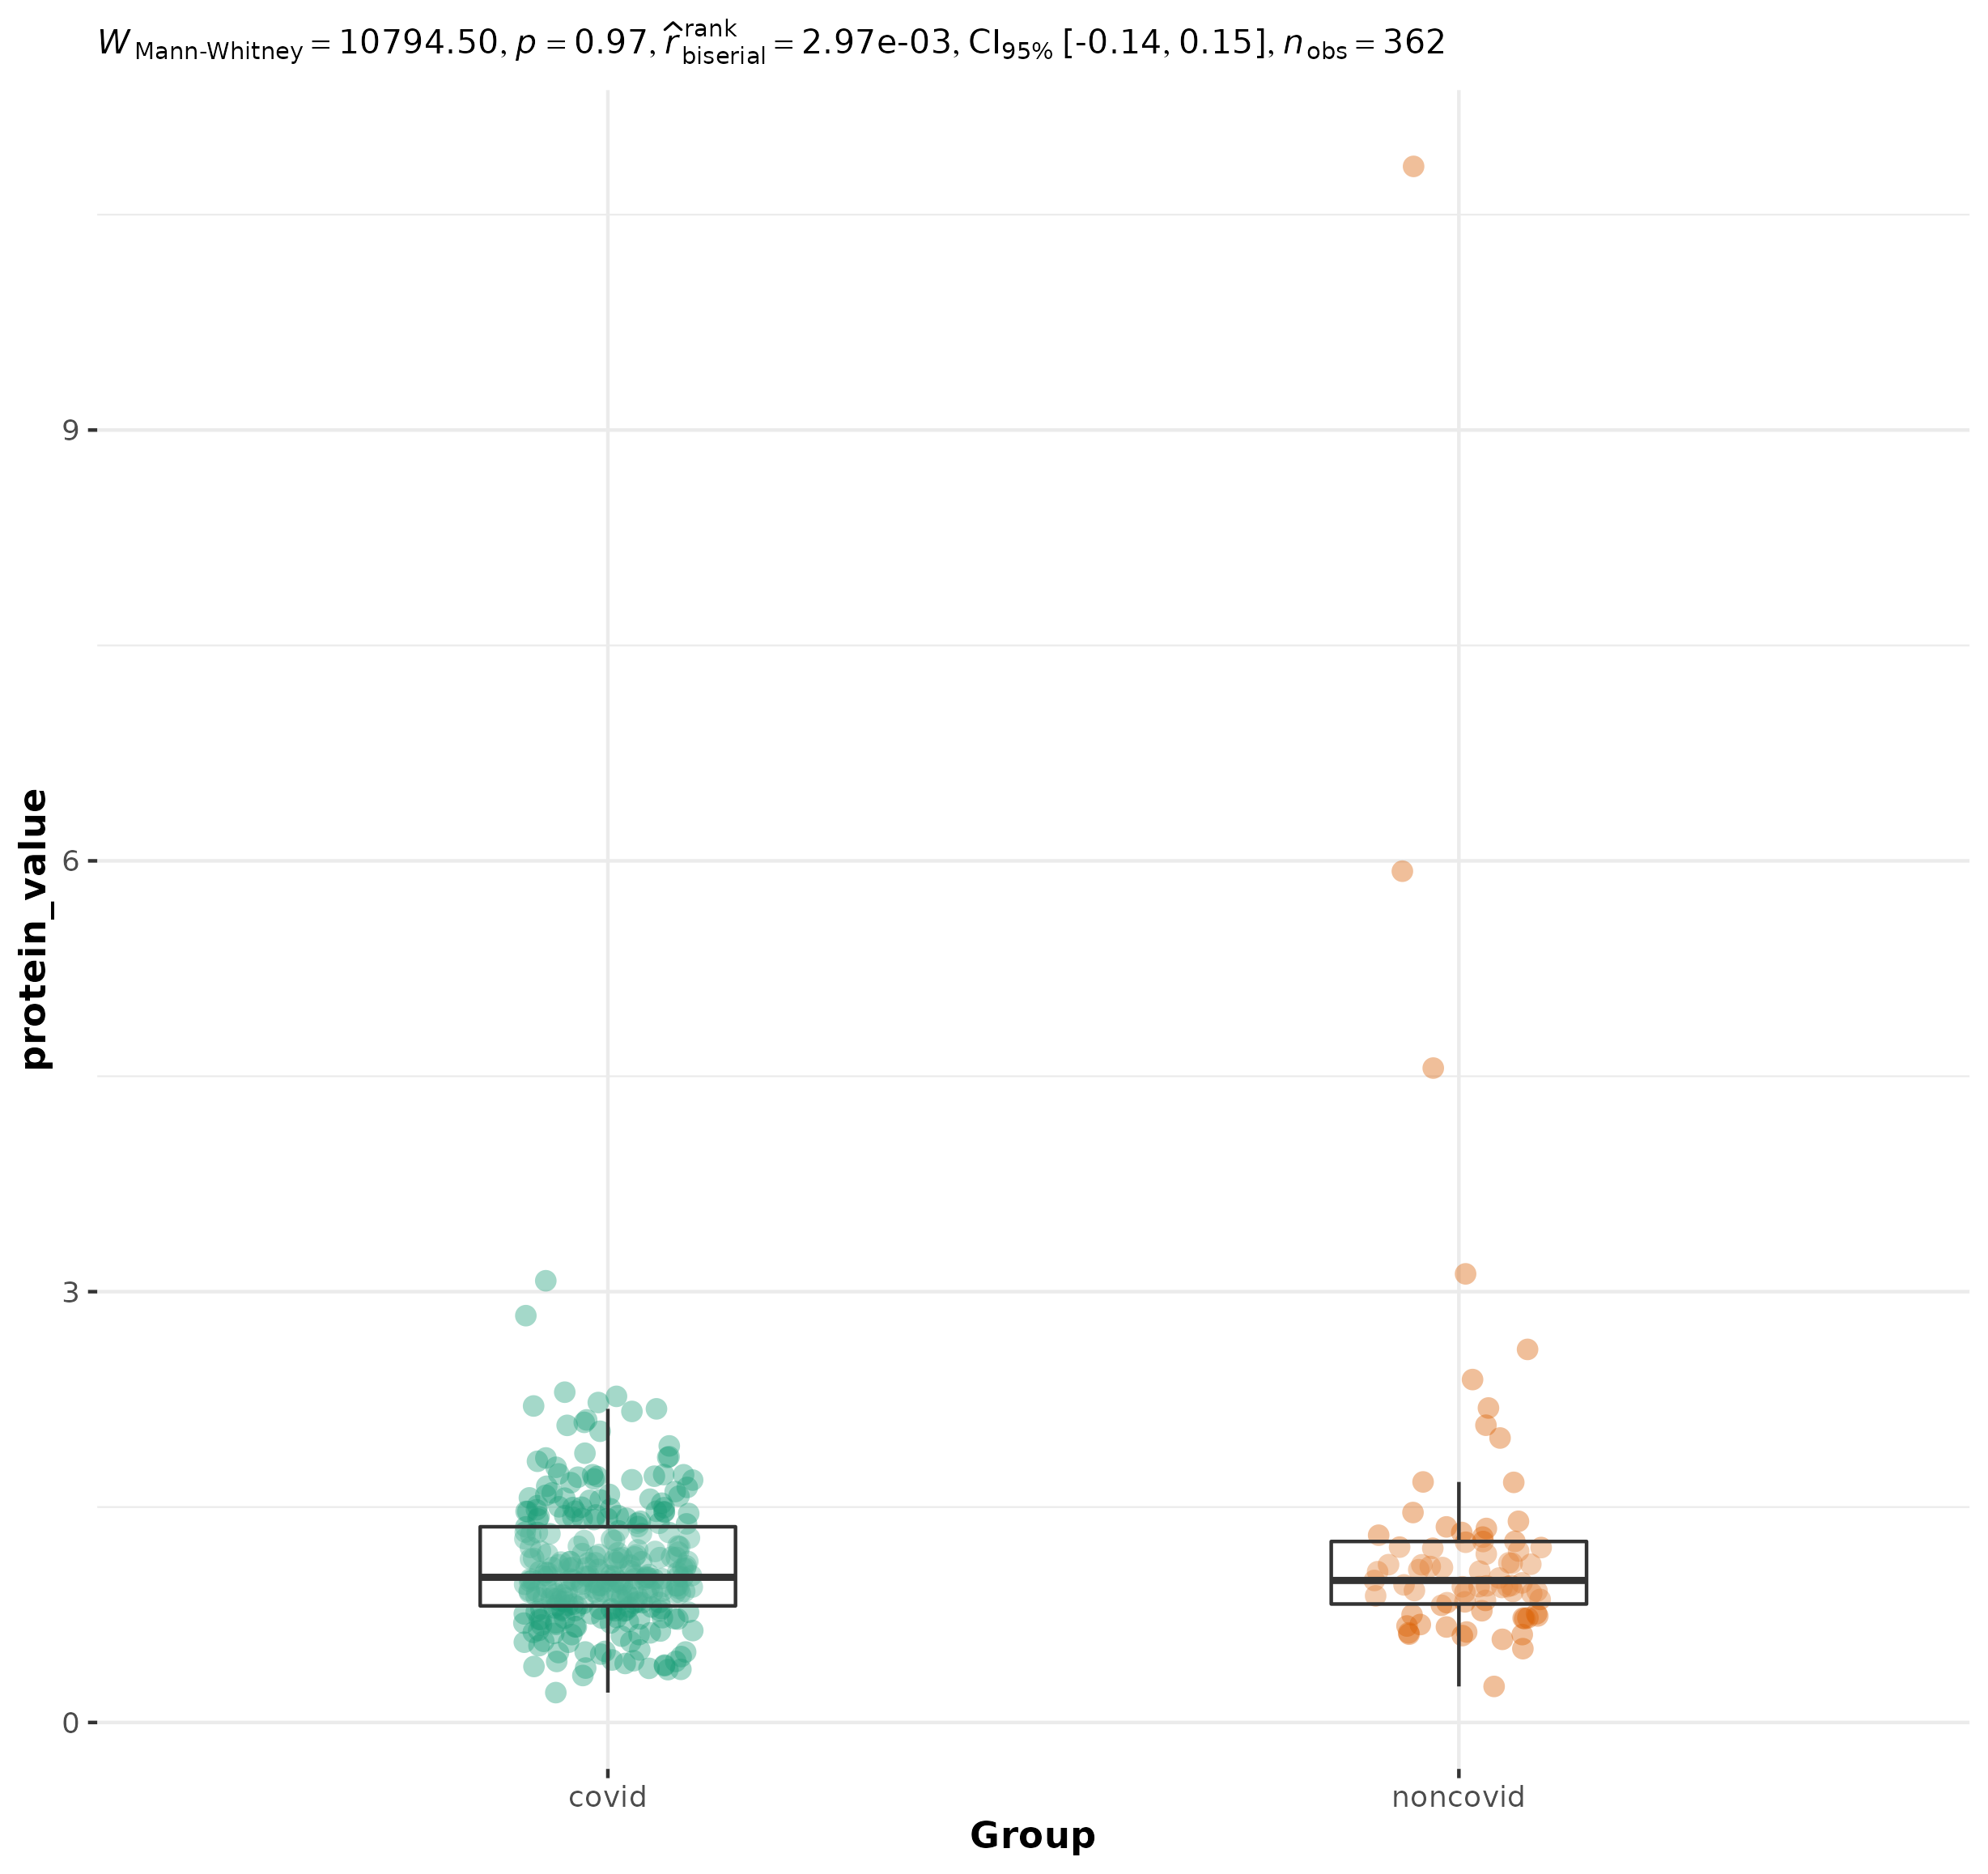 W Mann-Whitney = 10794.50, p = 0.97, r̂ rank biserial = 2.97e-03, CI95% [-0.14, 0.15], nobs = 362
9
6
3
0
protein_value
covid noncovid
Group